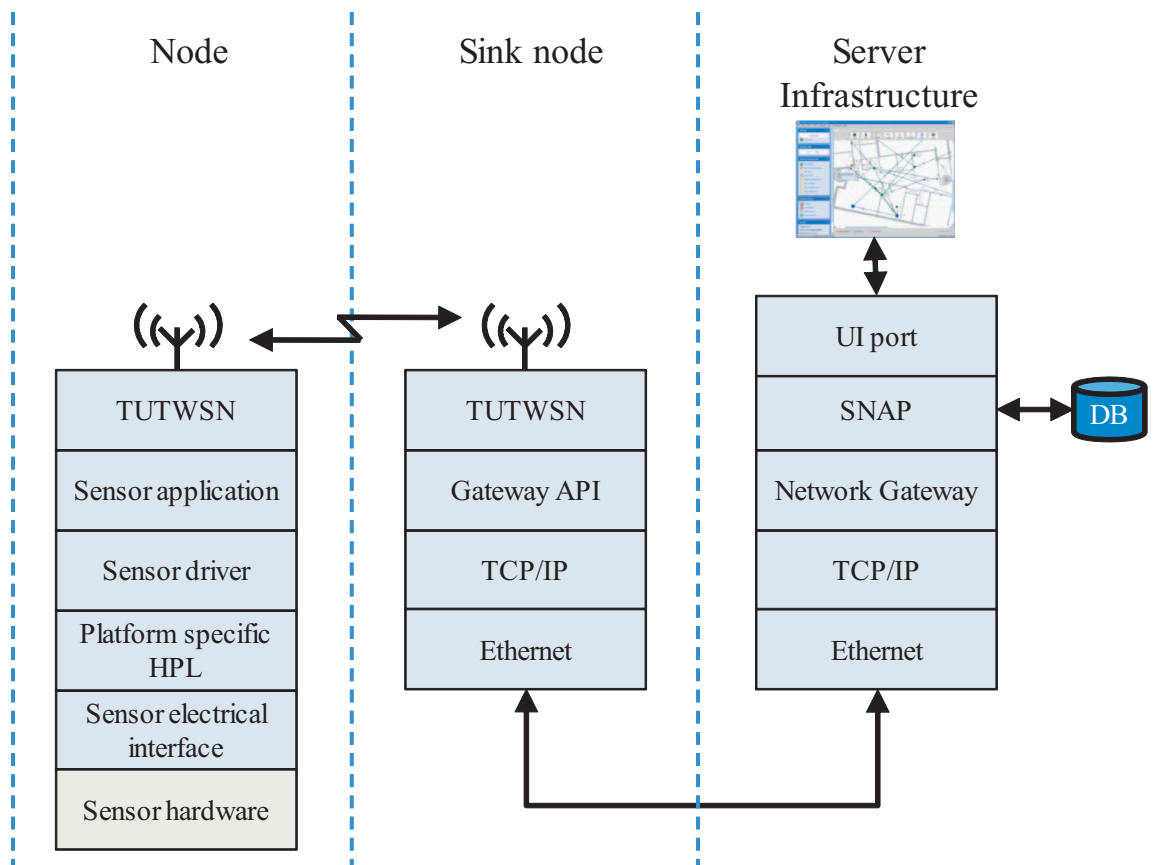 Node
Sink node
Server
Infrastructure
TUTWSN
Sensor application
Sensor driver
Platform specific
HPL
Sensor electrical
interface
Sensor hardware
TUTWSN
Gateway API
TCP/IP
Ethernet
UI port
SNAP
Network Gateway
TCP/IP
Ethernet
DB